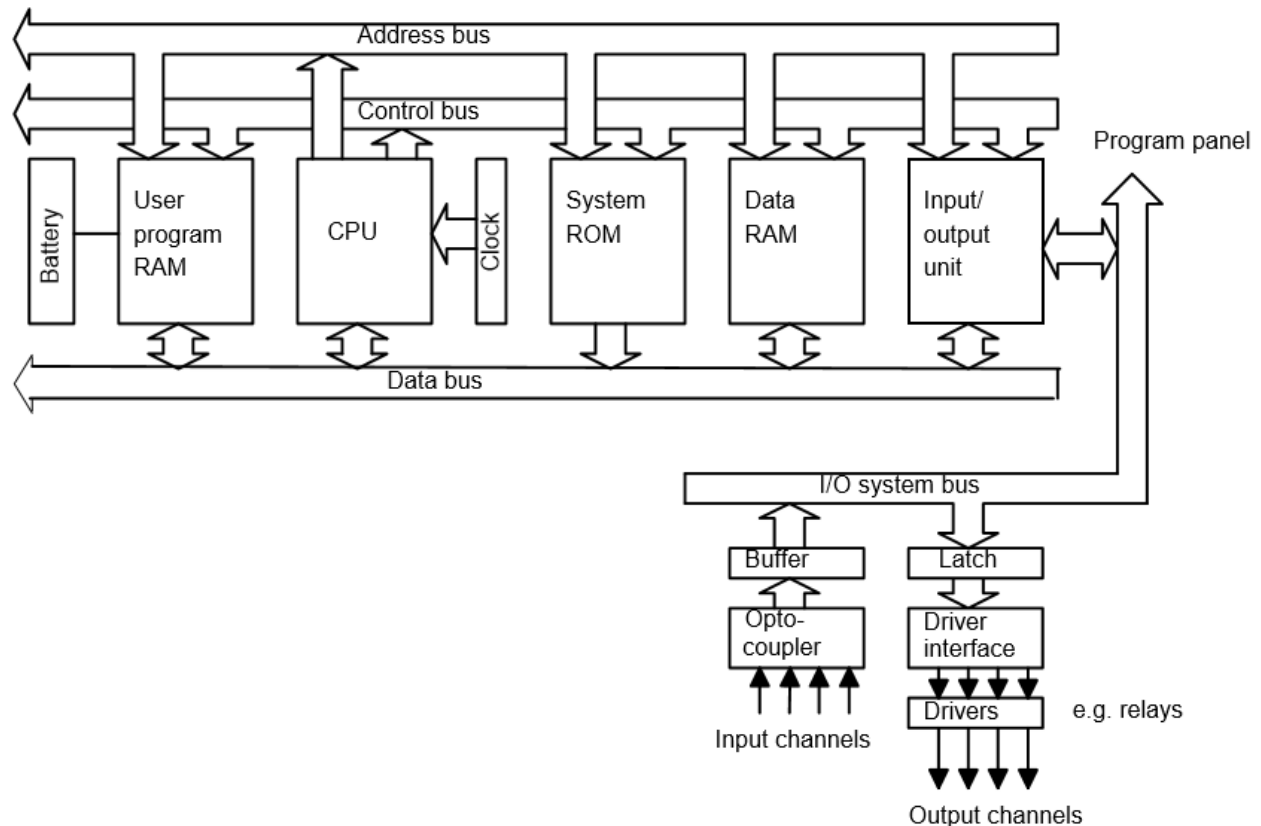 Address bus
Control bus
Program panel
Battery
User
program
RAM
CPU
Clock
System
ROM
Data
RAM
Input/
output
unit
Data bus
I/O system bus
Buffer
Latch
Opto-
coupler
Driver
interface
Drivers
e.g. relays
Input channels
Output channels